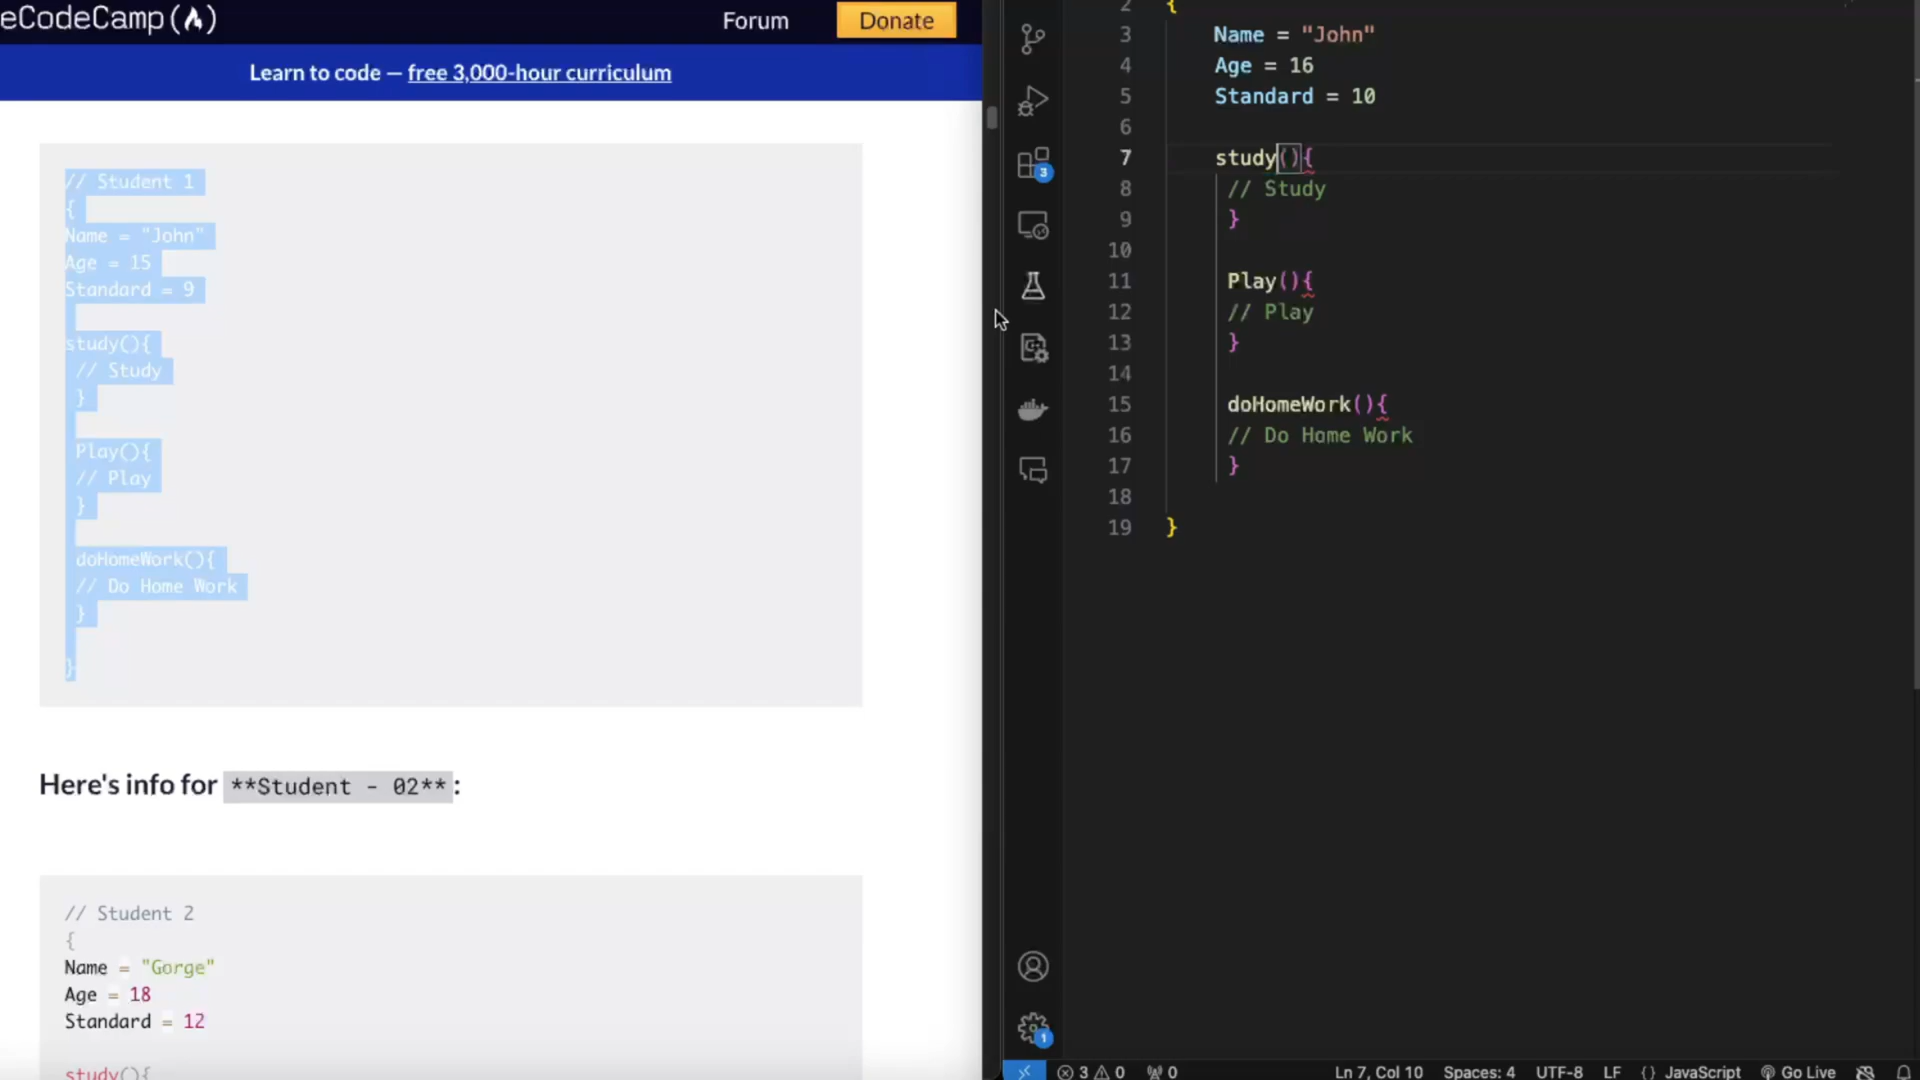 eCodeCamp(🔥)
Forum
Donate
Learn to code — free 3,000-hour curriculum
// Student 1
{
Name = "John"
Age = 15
Standard = 9
study(){
// Study
}
Play(){
// Play
}
doHomeWork(){
// Do Home Work
}
}
Here's info for **Student - 02**:
// Student 2
{
Name = "Gorge"
Age = 18
Standard = 12
study(){
3
1
2 {
3 Name = "John"
4 Age = 16
5 Standard = 10
6
7 study(){
8 // Study
9 }
10
11 Play(){
12 // Play
13 }
14
15 doHomeWork(){
16 // Do Home Work
17 }
18
19 }
3 0 0 Ln 7, Col 10 Spaces: 4 UTF-8 LF {} JavaScript Go Live